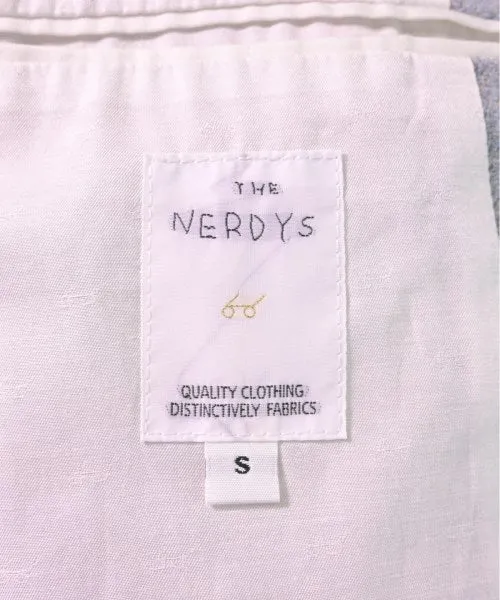 THE
NERDYS
QUALITY CLOTHING
DISTINCTIVELY FABRICS
S